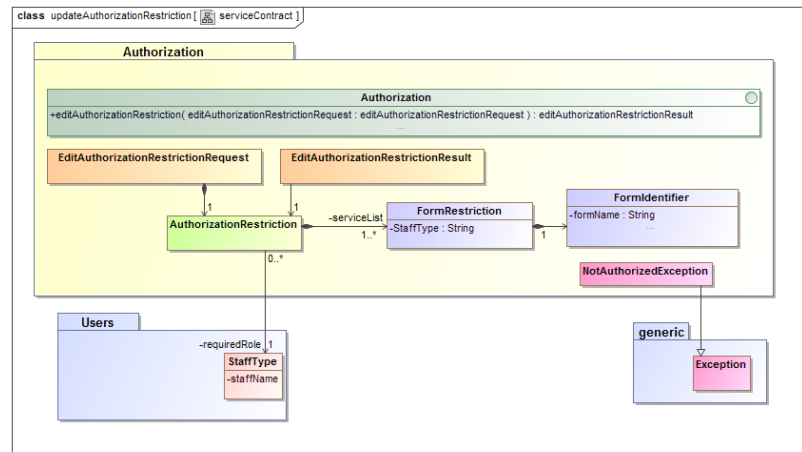 class updateAuthorizationRestriction [ serviceContract ]
Authorization
Authorization
+editAuthorizationRestriction( editAuthorizationRestrictionRequest : editAuthorizationRestrictionRequest ) : editAuthorizationRestrictionResult
...
EditAuthorizationRestrictionRequest
EditAuthorizationRestrictionResult
1
1
AuthorizationRestriction
-serviceList
1..*
FormRestriction
-StaffType : String
1
FormIdentifier
-formName : String
...
0..*
NotAuthorizedException
Users
-requiredRole 1
StaffType
-staffName
generic
Exception